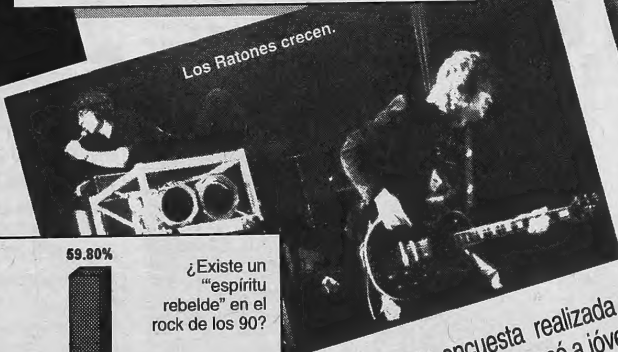 Los Ratones crecen.
59.80%
¿Existe un
"“espíritu
rebelde” en el
rock de los 90?
encuesta realizada
a jóve